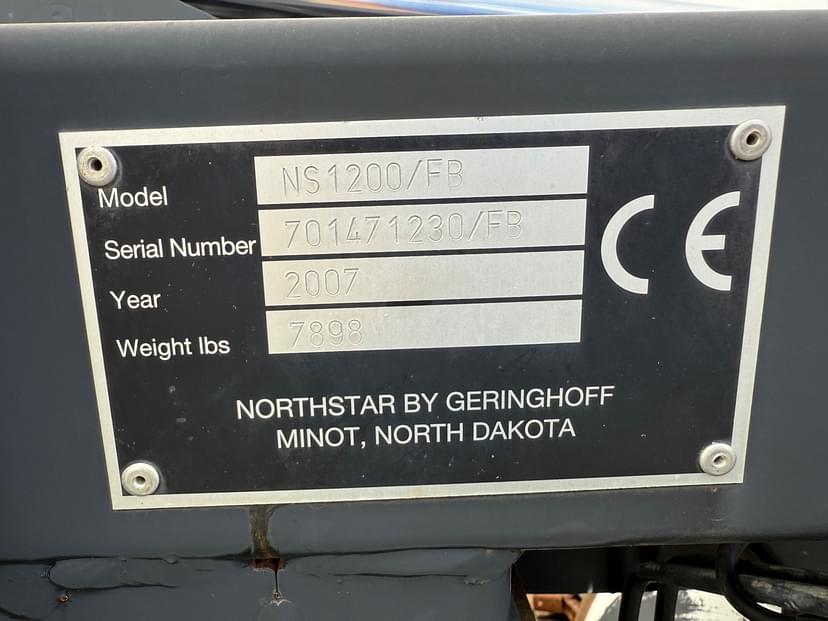 Model NS1200/FB
Serial Number 701471230/FB
Year 2007
Weight lbs 7898
CE
NORTHSTAR BY GERINGHOFF
MINOT, NORTH DAKOTA